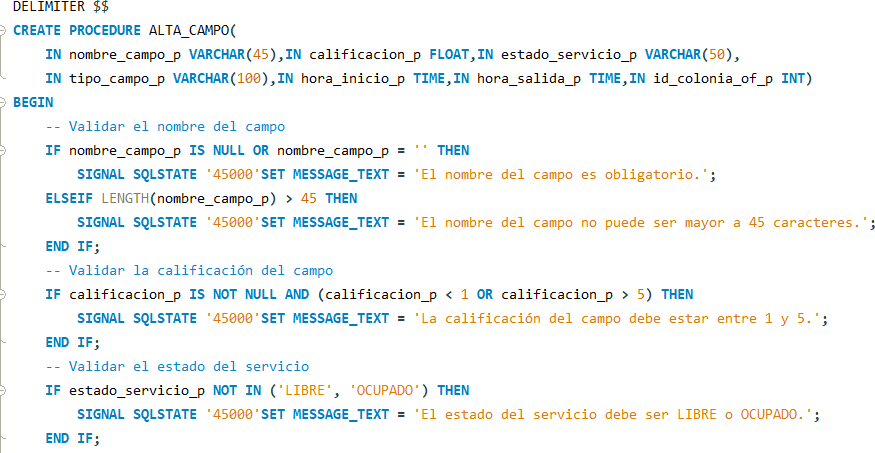 DELIMITER $$
CREATE PROCEDURE ALTA_CAMPO(
IN nombre_campo_p VARCHAR(45),IN calificacion_p FLOAT,IN estado_servicio_p VARCHAR(50),
IN tipo_campo_p VARCHAR(100),IN hora_inicio_p TIME,IN hora_salida_p TIME,IN id_colonia_of_p INT)
BEGIN
-- Validar el nombre del campo
IF nombre_campo_p IS NULL OR nombre_campo_p = '' THEN
SIGNAL SQLSTATE '45000'SET MESSAGE_TEXT = 'El nombre del campo es obligatorio.';
ELSEIF LENGTH(nombre_campo_p) > 45 THEN
SIGNAL SQLSTATE '45000'SET MESSAGE_TEXT = 'El nombre del campo no puede ser mayor a 45 caracteres.';
END IF;
-- Validar la calificación del campo
IF calificacion_p IS NOT NULL AND (calificacion_p < 1 OR calificacion_p > 5) THEN
SIGNAL SQLSTATE '45000'SET MESSAGE_TEXT = 'La calificación del campo debe estar entre 1 y 5.';
END IF;
-- Validar el estado del servicio
IF estado_servicio_p NOT IN ('LIBRE', 'OCUPADO') THEN
SIGNAL SQLSTATE '45000'SET MESSAGE_TEXT = 'El estado del servicio debe ser LIBRE o OCUPADO.';
END IF;